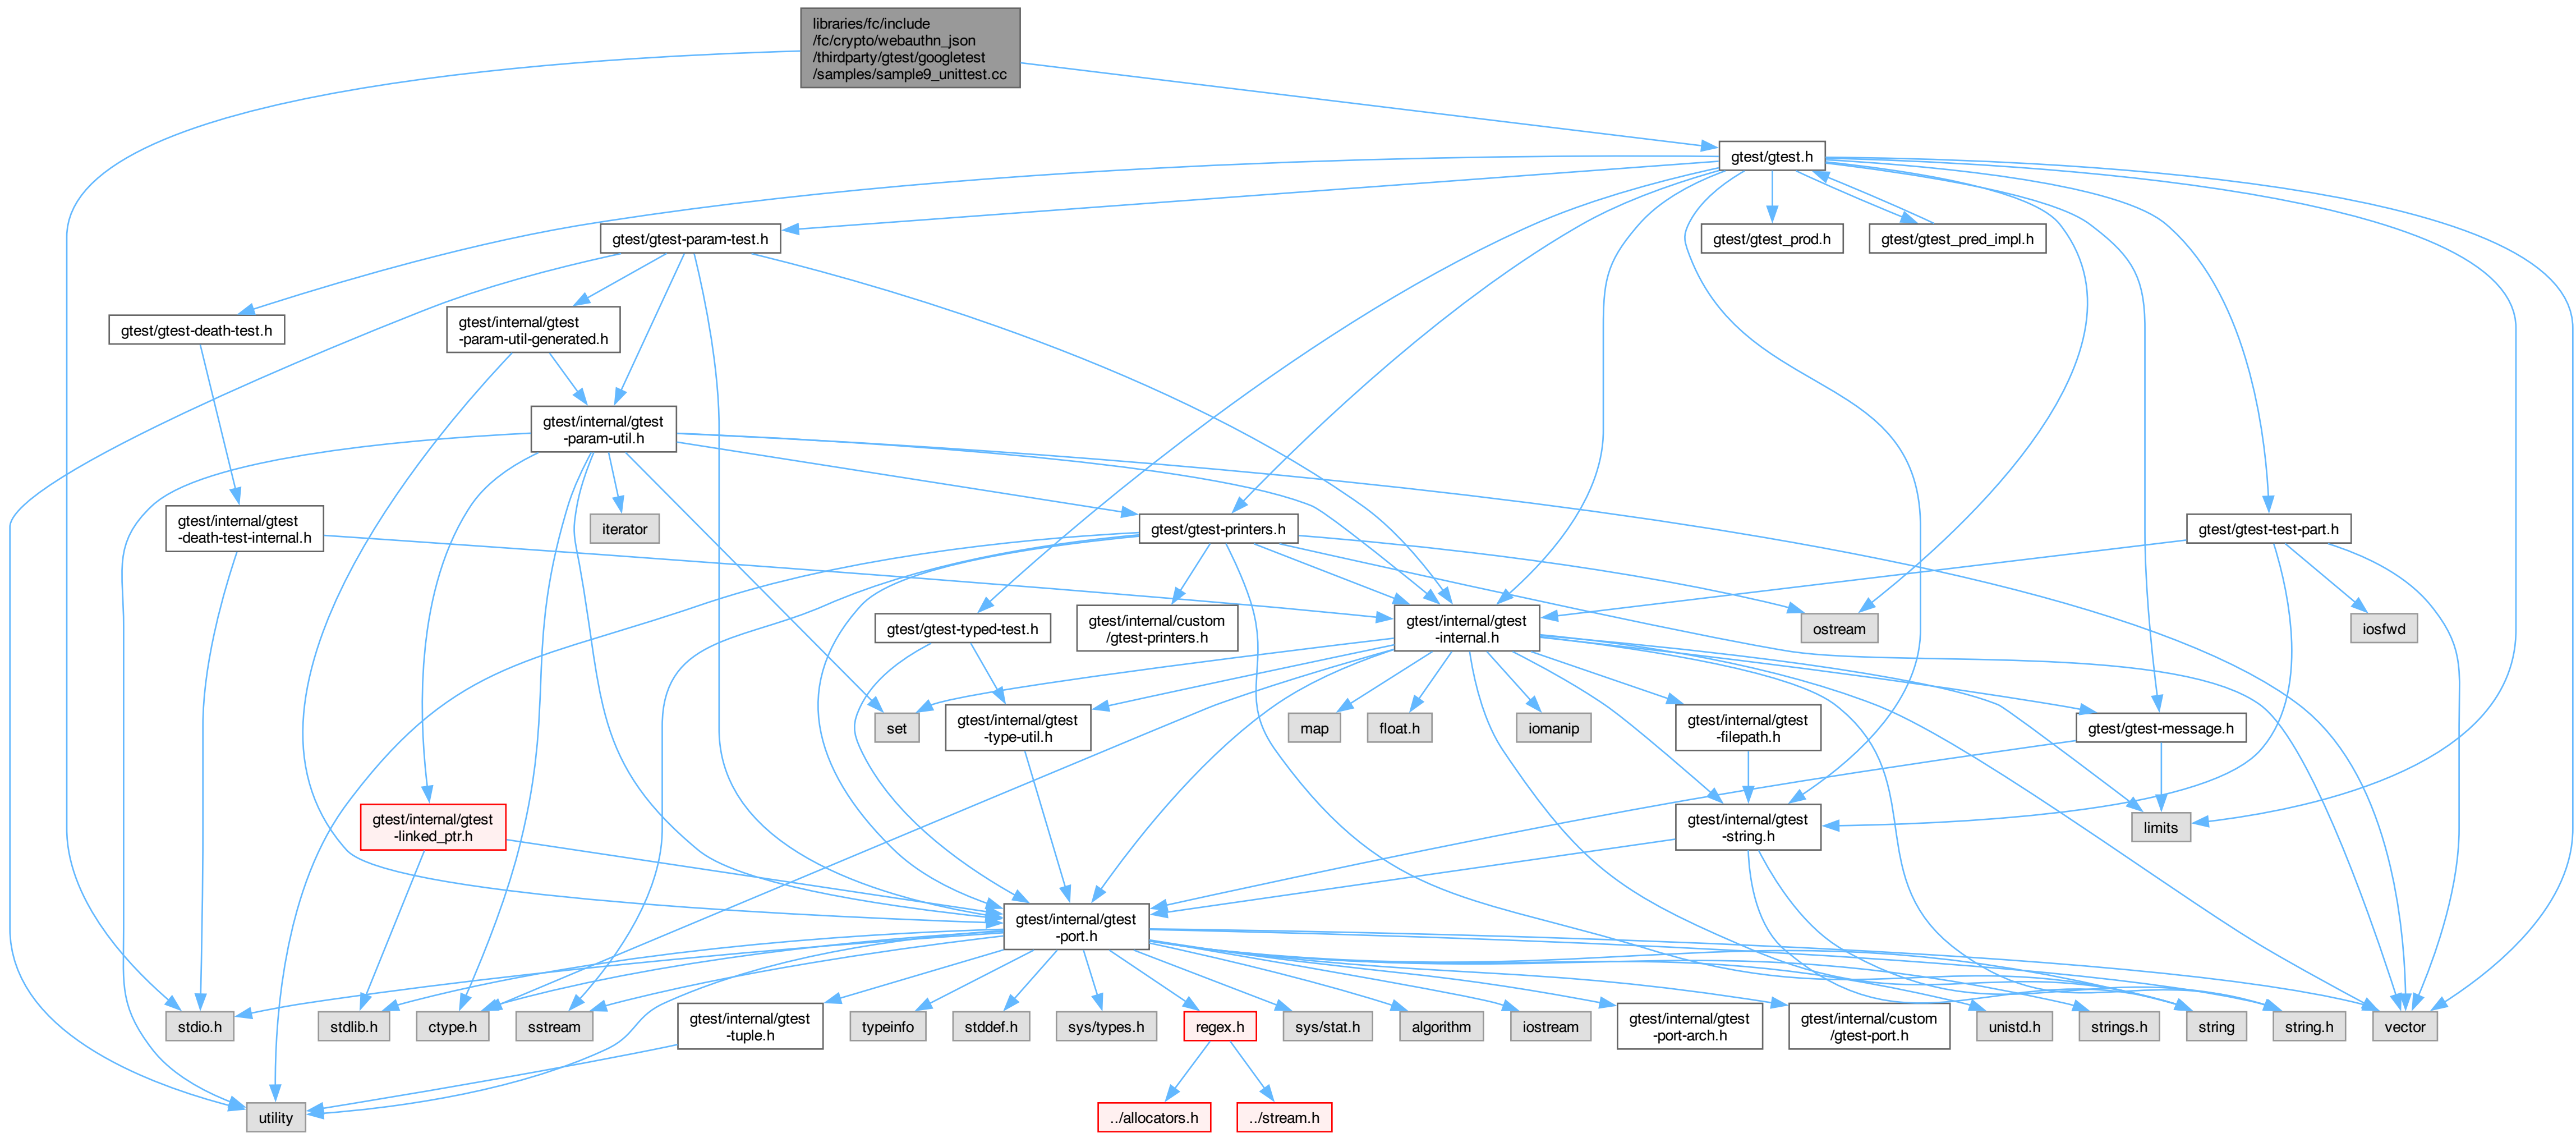 libraries/fc/include
/fc/crypto/webauthn_json
/thirdparty/gtest/googletest
/samples/sample9_unittest.cc
gtest/gtest.h
gtest/gtest-param-test.h
gtest/gtest_prod.h
gtest/gtest_pred_impl.h
gtest/gtest-death-test.h
gtest/internal/gtest
-param-util-generated.h
gtest/internal/gtest
-param-util.h
gtest/internal/gtest
-death-test-internal.h
iterator
gtest/gtest-printers.h
gtest/gtest-test-part.h
gtest/gtest-typed-test.h
gtest/internal/custom
/gtest-printers.h
gtest/internal/gtest
-internal.h
ostream
iosfwd
set
gtest/internal/gtest
-type-util.h
map
float.h
iomanip
gtest/internal/gtest
-filepath.h
gtest/gtest-message.h
gtest/internal/gtest
-linked_ptr.h
gtest/internal/gtest
-string.h
limits
gtest/internal/gtest
-port.h
stdio.h
stdlib.h
ctype.h
sstream
gtest/internal/gtest
-tuple.h
typeinfo
stddef.h
sys/types.h
regex.h
sys/stat.h
algorithm
iostream
gtest/internal/gtest
-port-arch.h
gtest/internal/custom
/gtest-port.h
unistd.h
strings.h
string
string.h
vector
utility
../allocators.h
../stream.h